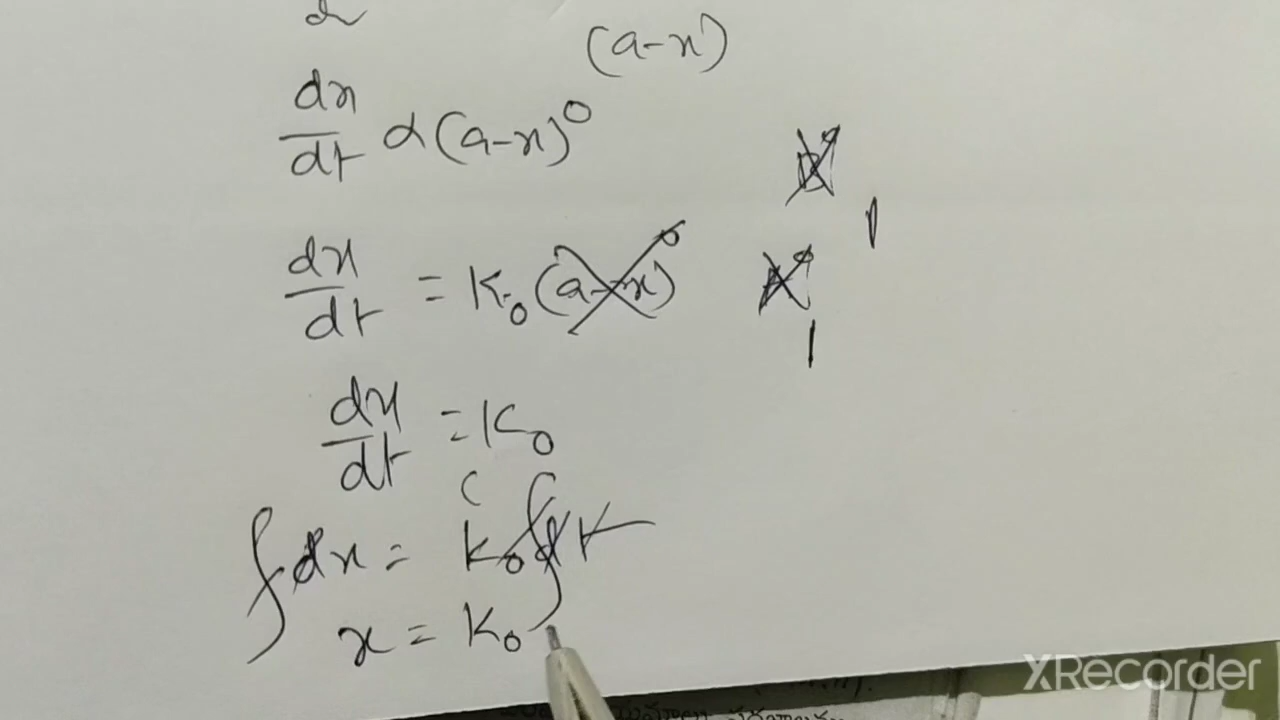 (a-x)
dx/dt ∝ (a-x)⁰
dx/dt = K₀(a-x)⁰
dx/dt = K₀
∫dx = K₀∫dt
x = K₀
XRecorder